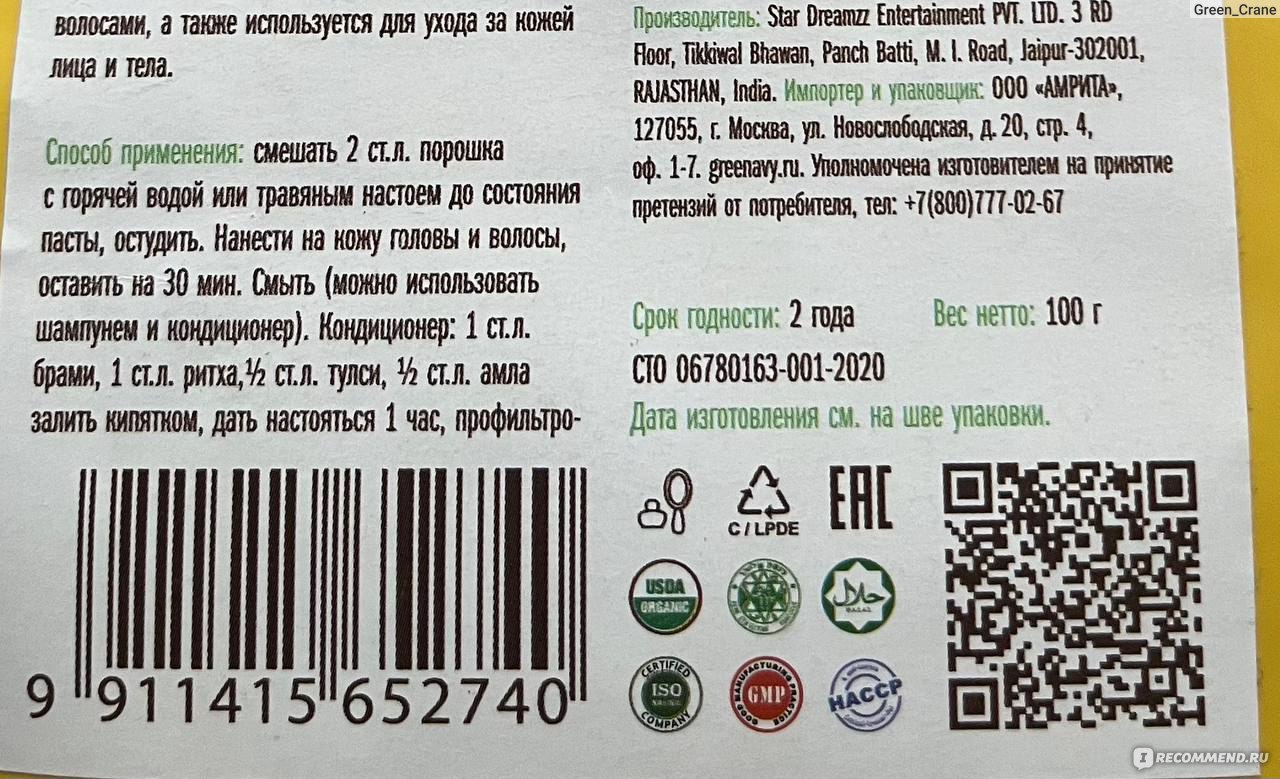 волосами, а также используется для ухода за кожей
лица и тела.
Способ применения: смешать 2 ст.л. порошка
с горячей водой или травяным настоем до состояния
пасты, остудить. Нанести на кожу головы и волосы,
оставить на 30 мин. Смыть (можно использовать
шампунем и кондиционер). Кондиционер: 1 ст.л.
брами, 1 ст.л. ритха,½ ст.л. тулси, ½ ст.л. амла
залить кипятком, дать настояться 1 час, профильтро-
9 911415 652740
Производитель: Star Dreamzz Entertainment PVT. LTD. 3 RD
Floor, Tikkiwal Bhawan, Panch Batti, M. I. Road, Jaipur-302001,
RAJASTHAN, India. Импортер и упаковщик: ООО «АМРИТА»,
127055, г. Москва, ул. Новослободская, д. 20, стр. 4,
оф. 1-7. greenavy.ru. Уполномочена изготовителем на принятие
претензий от потребителя, тел: +7(800)777-02-67
Срок годности: 2 года Вес нетто: 100 г
СТО 06780163-001-2020
Дата изготовления см. на шве упаковки.
C / LPDE
EAC
USDA
ORGANIC
حلال
HALAL
CERTIFIED
ISO
COMPANY
GOOD MANUFACTURING PRACTICE
GMP
HACCP
Green_Crane
IRECOMMEND.RU